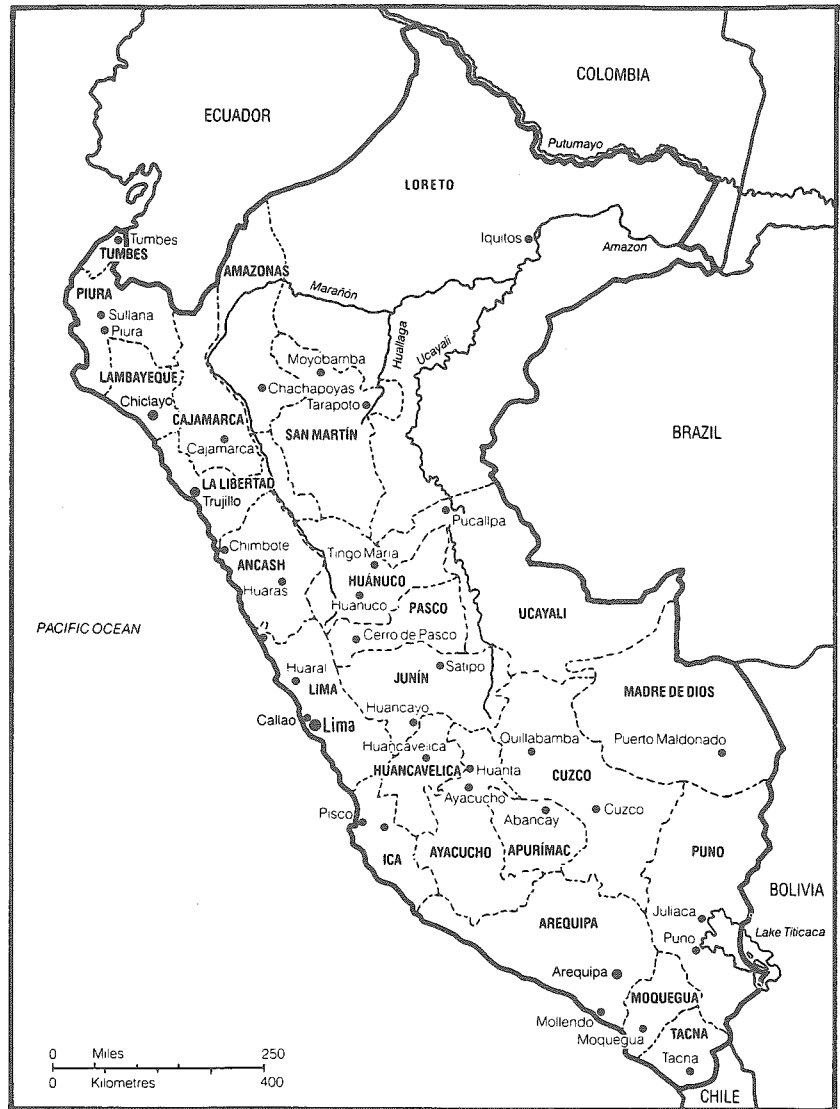 COLOMBIA
ECUADOR
Putumayo
LORETO
Iquitos
Amazon
Tumbes
TUMBES
AMAZONAS
PIURA
Marañón
Sullana
Piura
Huallaga
Ucayali
Moyobamba
LAMBAYEQUE
Chachapoyas
Chiclayo
Tarapoto
CAJAMARCA
SAN MARTÍN
BRAZIL
Cajamarca
LA LIBERTAD
Trujillo
Pucallpa
Chimbote
Tingo Maria
ANCASH
HUÁNUCO
Huaras
Huanuco
PASCO
UCAYALI
PACIFIC OCEAN
Cerro de Pasco
Huaral
Satipo
LIMA
JUNÍN
MADRE DE DIOS
Callao
Lima
Huancayo
Quillabamba
Puerto Maldonado
Huancavelica
HUANCAVELICA
Huanta
CUZCO
Ayacucho
Pisco
Abancay
Cuzco
ICA
AYACUCHO
APURÍMAC
PUNO
BOLIVIA
Juliaca
AREQUIPA
Puno
Lake Titicaca
Arequipa
MOQUEGUA
Mollendo
Moquegua
TACNA
Tacna
0 Miles 250
0 Kilometres 400
CHILE